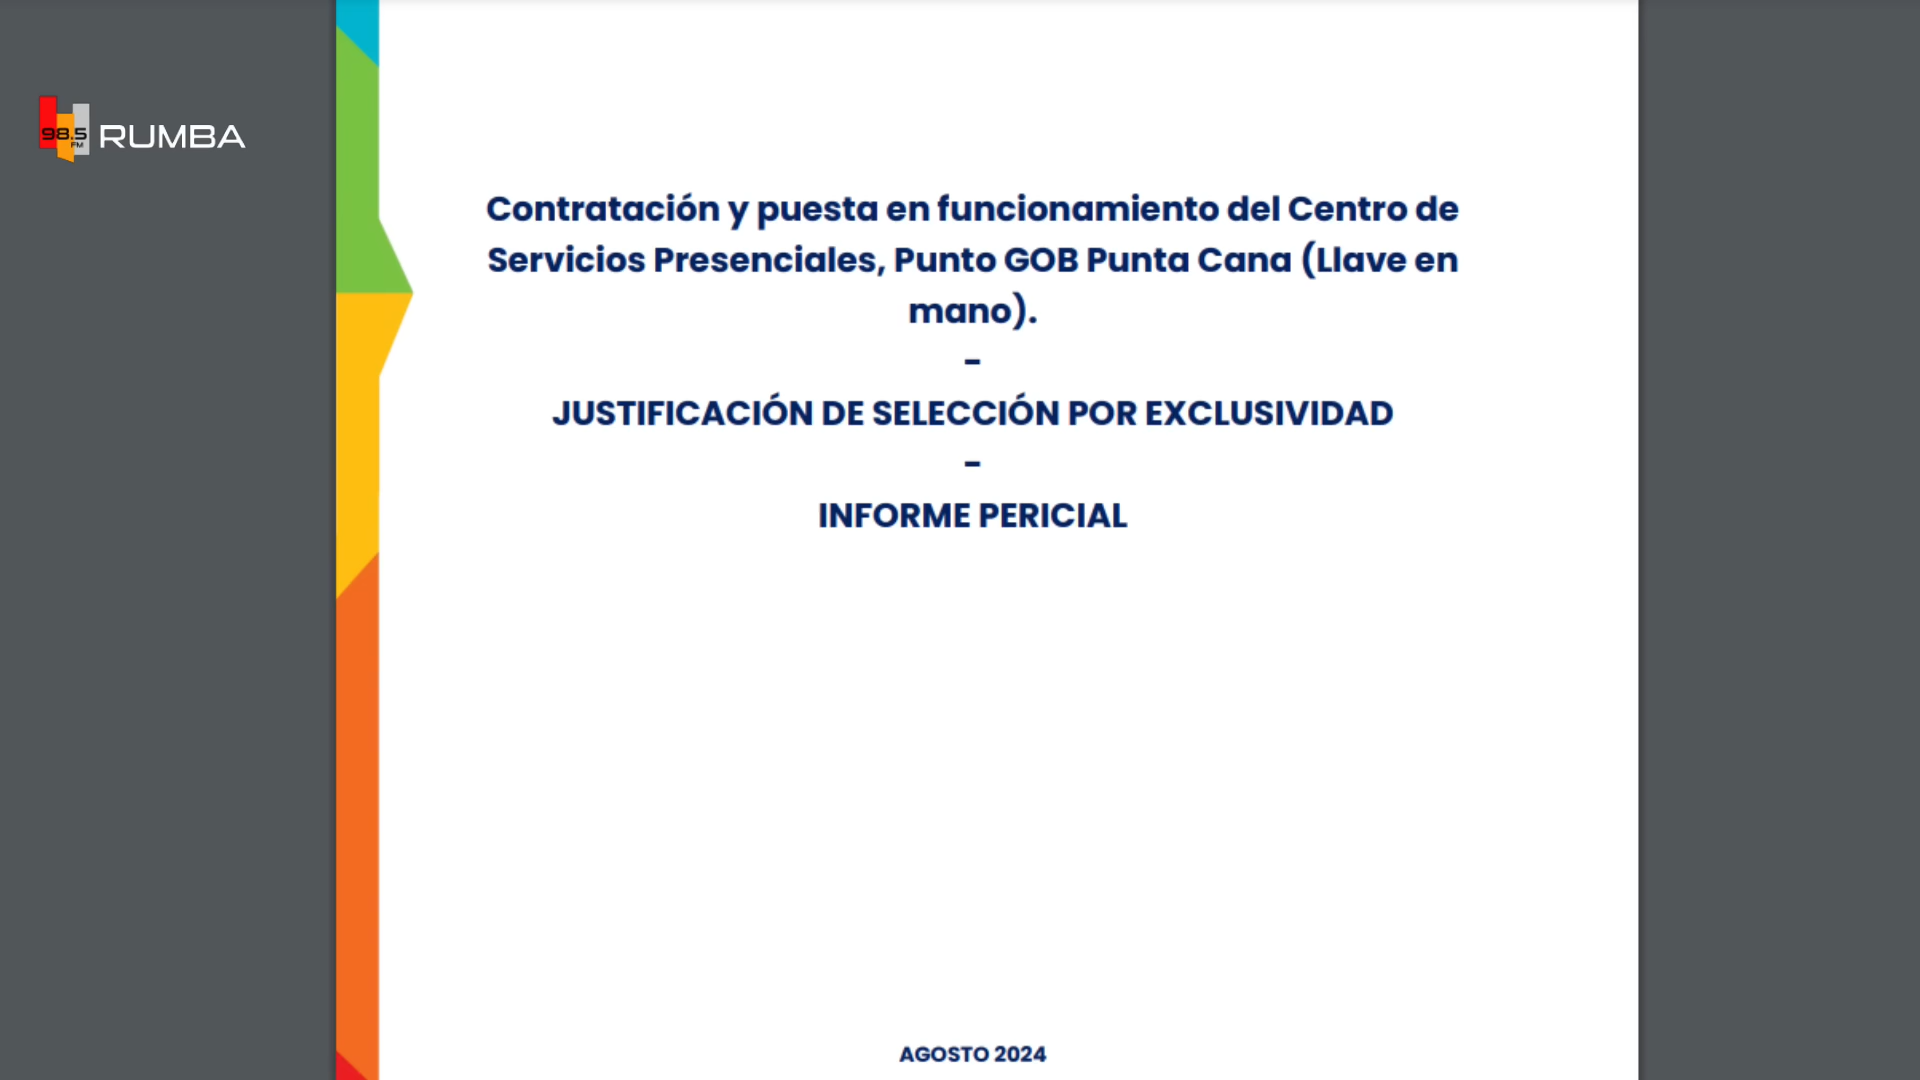 98.5
FM
RUMBA
Contratación y puesta en funcionamiento del Centro de
Servicios Presenciales, Punto GOB Punta Cana (Llave en
mano).
-
JUSTIFICACIÓN DE SELECCIÓN POR EXCLUSIVIDAD
-
INFORME PERICIAL
AGOSTO 2024